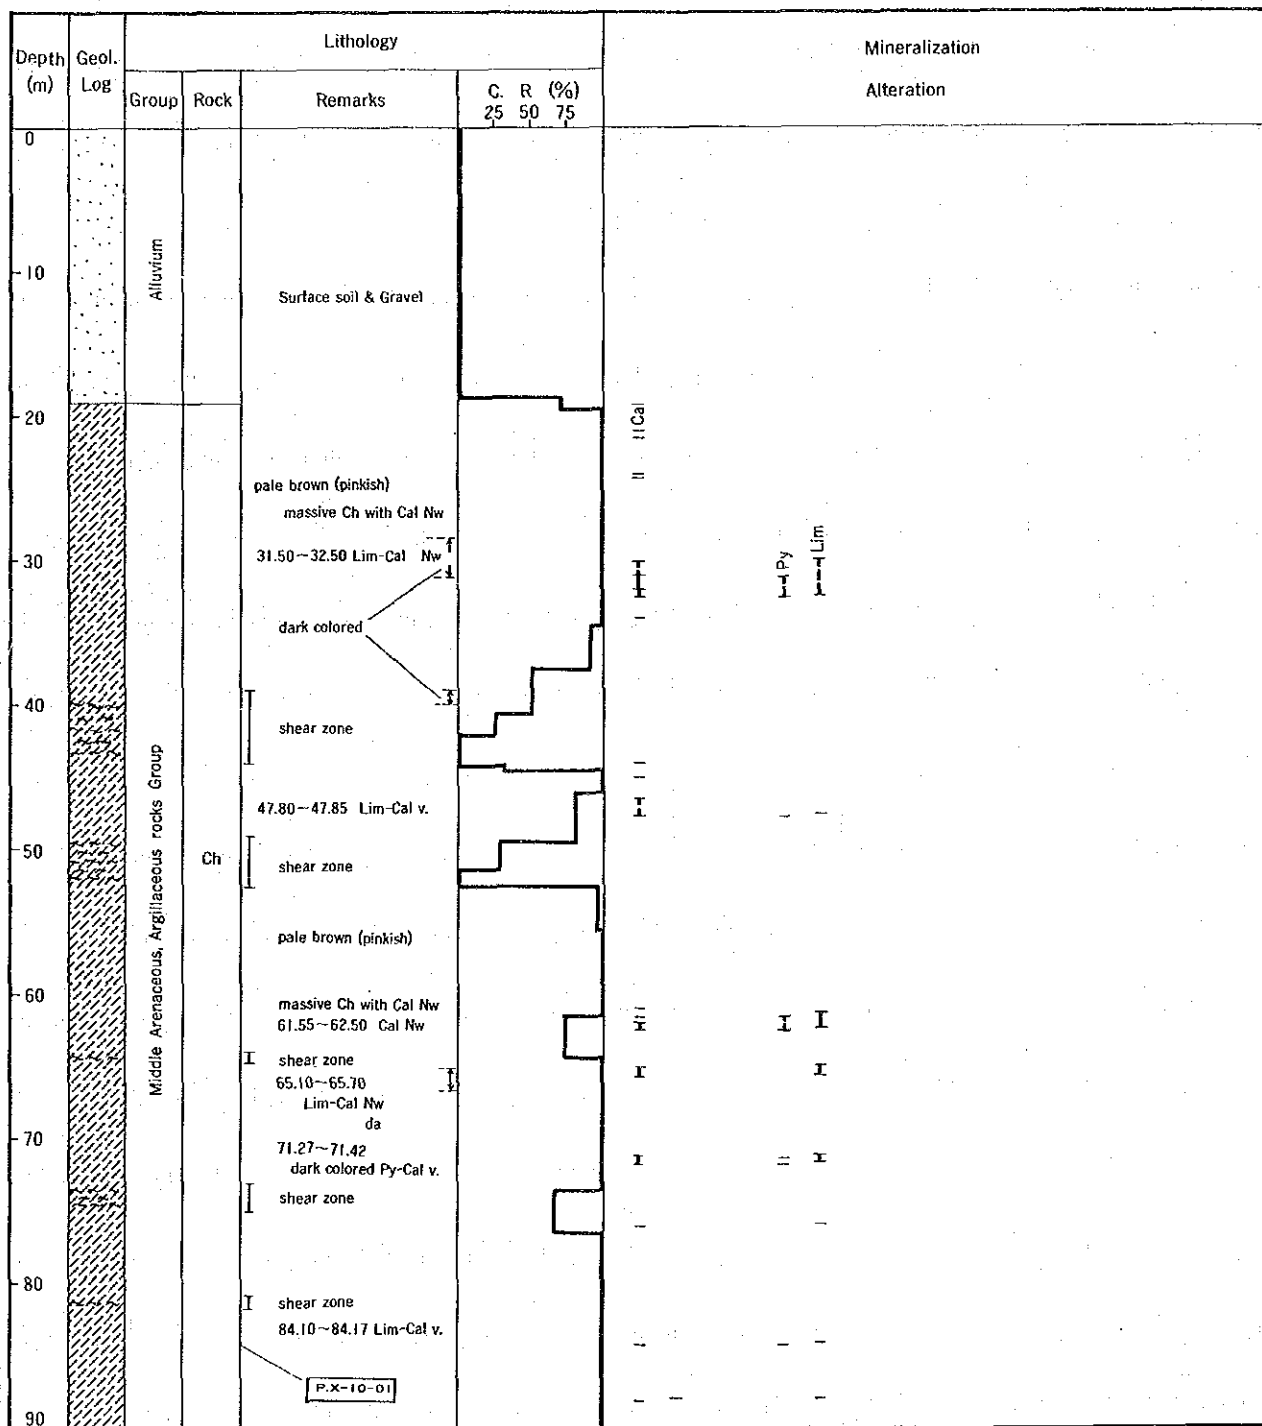 Depth
(m)
Geol.
Log
Lithology
Group
Rock
Remarks
C. R (%)
25 50 75
Mineralization
Alteration
0
10
20
30
40
50
60
70
80
90
Alluvium
Middle Arenaceous, Argillaceous rocks Group
Ch
Surface soil & Gravel
pale brown (pinkish)
massive Ch with Cal Nw
31.50~32.50 Lim-Cal Nw
dark colored
shear zone
47.80~47.85 Lim-Cal v.
shear zone
pale brown (pinkish)
massive Ch with Cal Nw
61.55~62.50 Cal Nw
shear zone
65.10~65.70
Lim-Cal Nw
da
71.27~71.42
dark colored Py-Cal v.
shear zone
shear zone
84.10~84.17 Lim-Cal v.
P.X-10-01
Cal
Py
Lim